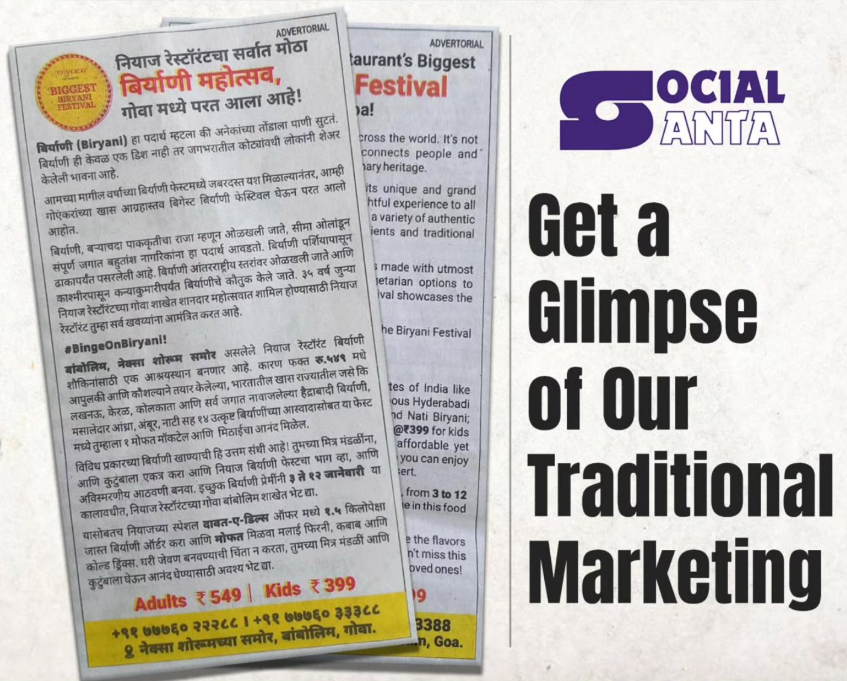 ADVERTORIAL
BIGGEST
BIRYANI
FESTIVAL
नियाज रेस्टॉरंटचा सर्वात मोठा
बिर्याणी महोत्सव,
गोवा मध्ये परत आला आहे!
बिर्याणी (Biryani) हा पदार्थ म्हटला की अनेकांच्या तोंडाला पाणी सुटतं.
बिर्याणी ही केवळ एक डिश नाही तर जगभरातील कोट्यांवधी लोकांनी शेअर
केलेली भावना आहे.
आमच्या मागील वर्षाच्या बिर्याणी फेस्टमध्ये जबरदस्त यश मिळाल्यानंतर, आम्ही
गोएंकरांच्या खास आग्रहास्तव बिगेस्ट बिर्याणी फेस्टिवल घेऊन परत आलो
आहोत.
बिर्याणी, बऱ्याचदा पाककृतीचा राजा म्हणून ओळखली जाते, सीमा ओलांडून
संपूर्ण जगात बहुतांश नागरिकांना हा पदार्थ आवडतो. बिर्याणी पर्शियापासून
ढाकापर्यंत पसरलेली आहे. बिर्याणी आंतरराष्ट्रीय स्तरांवर ओळखली जाते आणि
काश्मीरपासून कन्याकुमारीपर्यंत बिर्याणीचे कौतुक केले जाते. ३५ वर्ष जुन्या
नियाज रेस्टॉरंटच्या गोवा शाखेत शानदार महोत्सवात शामिल होण्यासाठी नियाज
रेस्टॉरंट तुम्हा सर्व खवय्यांना आमंत्रित करत आहे.
#BingeOnBiryani!
बांबोलिम, नेक्सा शोरूम समोर असलेले नियाज रेस्टॉरंट बिर्याणी
शौकिनांसाठी एक आश्रयस्थान बनणार आहे. कारण फक्त रु.५४९ मधे
आपुलकी आणि कौशल्याने तयार केलेल्या, भारतातील खास राज्यातील जसे कि
लखनऊ, केरळ, कोलकाता आणि सर्व जगात नावाजलेल्या हैद्राबादी बिर्याणी,
मसालेदार आंध्रा, अंबूर, नाटी सह १४ उत्कृष्ट बिर्याणींच्या आस्वादासोबत या फेस्ट
मध्ये तुम्हाला १ मोफत मॉकटेल आणि मिठाईचा आनंद मिळेल.
विविध प्रकारच्या बिर्याणी खाण्याची हि उत्तम संधी आहे! तुमच्या मित्र मंडळींना,
आणि कुटुंबाला एकत्र करा आणि नियाज बिर्याणी फेस्टचा भाग व्हा, आणि
अविस्मरणीय आठवणी बनवा. इच्छुक बिर्याणी प्रेमींनी ३ ते १२ जानेवारी या
कालावधीत, नियाज रेस्टॉरंटच्या गोवा बांबोलिम शाखेत भेट द्या.
यासोबतच नियाजच्या स्पेशल दावत-ए-डिल्स ऑफर मध्ये १.५ किलोपेक्षा
जास्त बिर्याणी ऑर्डर करा आणि मोफत मिळवा मलाई फिरनी, कबाब आणि
कोल्ड ड्रिंक्स. घरी जेवण बनवण्याची चिंता न करता, तुमच्या मित्र मंडळीं आणि
कुटुंबाला घेऊन आनंद घेण्यासाठी अवश्य भेट द्या.
Adults ₹ 549 | Kids ₹ 399
+९१ ७७७६० २२२८८ I +९१ ७७७६० ३३३८८
नेक्सा शोरूमच्या समोर, बांबोलिम, गोवा.
ADVERTORIAL
taurant's Biggest
Festival
oa!
cross the world. It's not
connects people and
ary heritage.
its unique and grand
htful experience to all
a variety of authentic
ients and traditional
made with utmost
etarian options to
val showcases the
he Biryani Festival
tes of India like
ous Hyderabadi
nd Nati Biryani;
@₹399 for kids
affordable yet
you can enjoy
sert.
from 3 to 12
e in this food
e the flavors
n't miss this
oved ones!
99
3388
n, Goa.
SOCIAL
SANTA
Get a
Glimpse
of Our
Traditional
Marketing